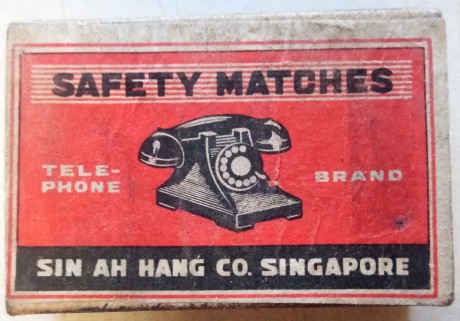 SAFETY MATCHES
TELE-
PHONE
BRAND
SIN AH HANG CO. SINGAPORE